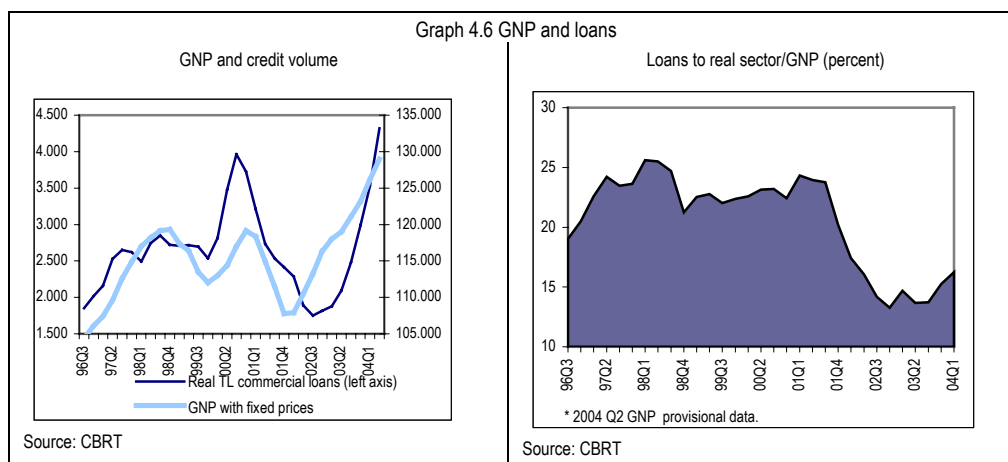 Graph 4.6 GNP and loans
GNP and credit volume
4.500
4.000
3.500
3.000
2.500
2.000
1.500
135.000
130.000
125.000
120.000
115.000
110.000
105.000
96Q3
97Q2
98Q1
98Q4
99Q3
00Q2
01Q1
01Q4
02Q3
03Q2
04Q1
Real TL commercial loans (left axis)
GNP with fixed prices
Source: CBRT
Loans to real sector/GNP (percent)
30
25
20
15
10
96Q3
97Q2
98Q1
98Q4
99Q3
00Q2
01Q1
01Q4
02Q3
03Q2
04Q1
* 2004 Q2 GNP provisional data.
Source: CBRT